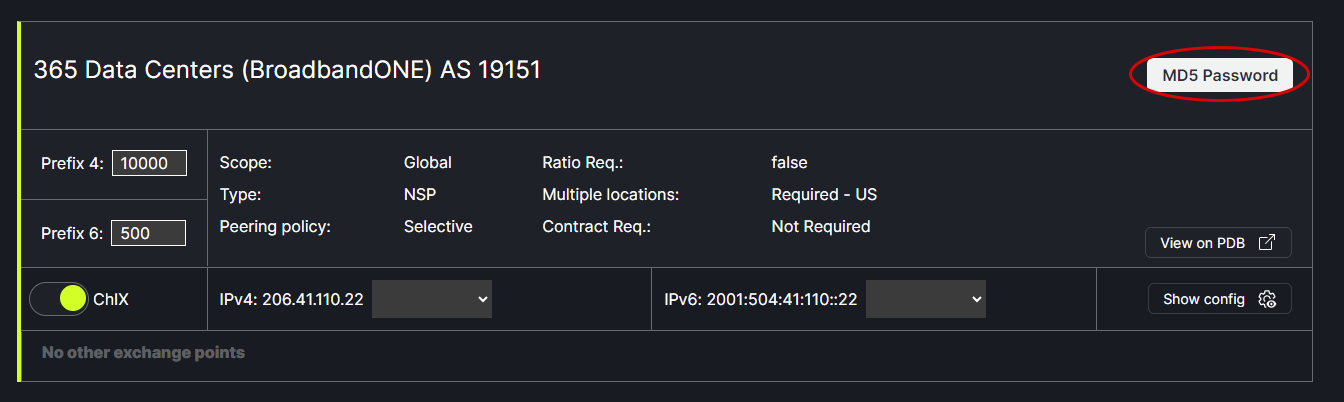 365 Data Centers (BroadbandONE) AS 19151
MD5 Password
Prefix 4: 10000
Prefix 6: 500
Scope: Global Ratio Req.: false
Type: NSP Multiple locations: Required - US
Peering policy: Selective Contract Req.: Not Required
View on PDB
ChIX IPv4: 206.41.110.22 IPv6: 2001:504:41:110::22 Show config
No other exchange points